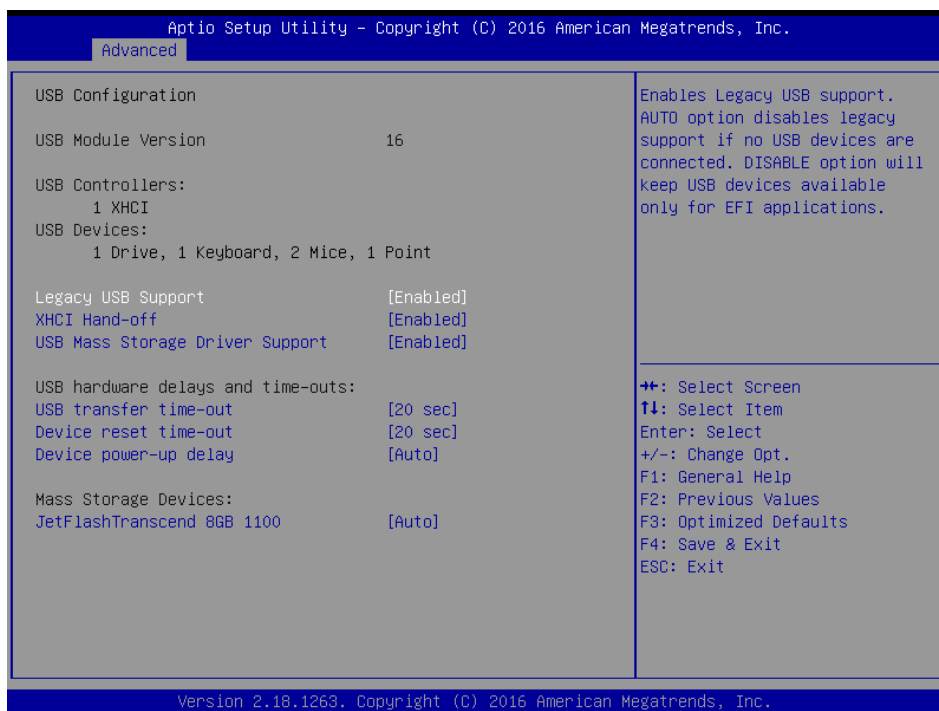 Aptio Setup Utility – Copyright (C) 2016 American Megatrends, Inc.
Advanced
USB Configuration
USB Module Version 16
USB Controllers:
1 XHCI
USB Devices:
1 Drive, 1 Keyboard, 2 Mice, 1 Point
Legacy USB Support [Enabled]
XHCI Hand-off [Enabled]
USB Mass Storage Driver Support [Enabled]
USB hardware delays and time-outs:
USB transfer time-out [20 sec]
Device reset time-out [20 sec]
Device power-up delay [Auto]
Mass Storage Devices:
JetFlashTranscend 8GB 1100 [Auto]
Enables Legacy USB support.
AUTO option disables legacy
support if no USB devices are
connected. DISABLE option will
keep USB devices available
only for EFI applications.
→←: Select Screen
↑↓: Select Item
Enter: Select
+/-: Change Opt.
F1: General Help
F2: Previous Values
F3: Optimized Defaults
F4: Save & Exit
ESC: Exit
Version 2.18.1263. Copyright (C) 2016 American Megatrends, Inc.